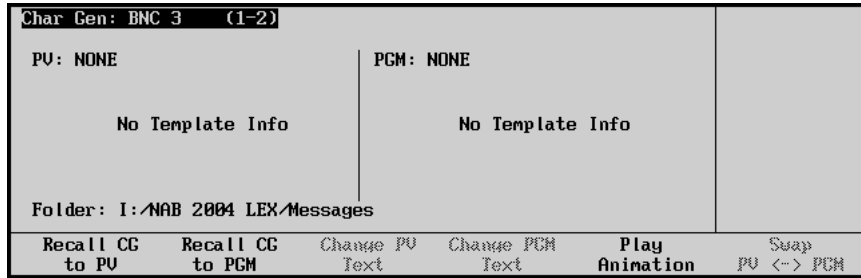 Char Gen: BNC 3 (1-2)
PV: NONE
PGM: NONE
No Template Info
No Template Info
Folder: I:/NAB 2004 LEX/Messages
Recall CG to PV
Recall CG to PGM
Change PV Text
Change PGM Text
Play Animation
Swap PV <-> PGM